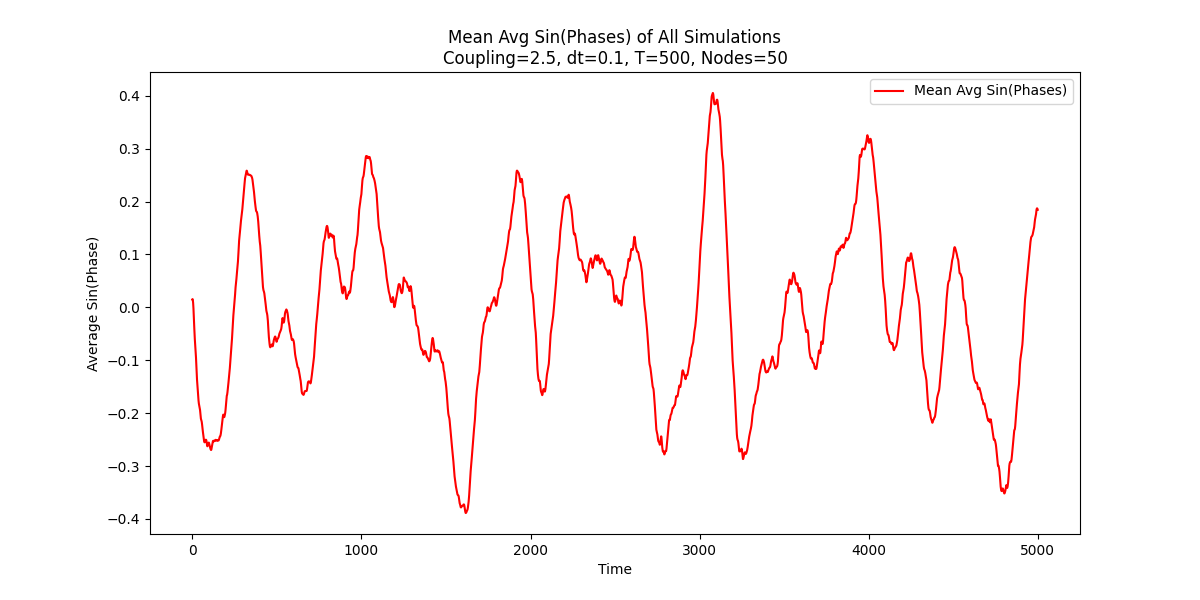 Mean Avg Sin(Phases) of All Simulations
Coupling=2.5, dt=0.1, T=500, Nodes=50
Mean Avg Sin(Phases)
Average Sin(Phase)
0.4
0.3
0.2
0.1
0.0
−0.1
−0.2
−0.3
−0.4
0 1000 2000 3000 4000 5000
Time